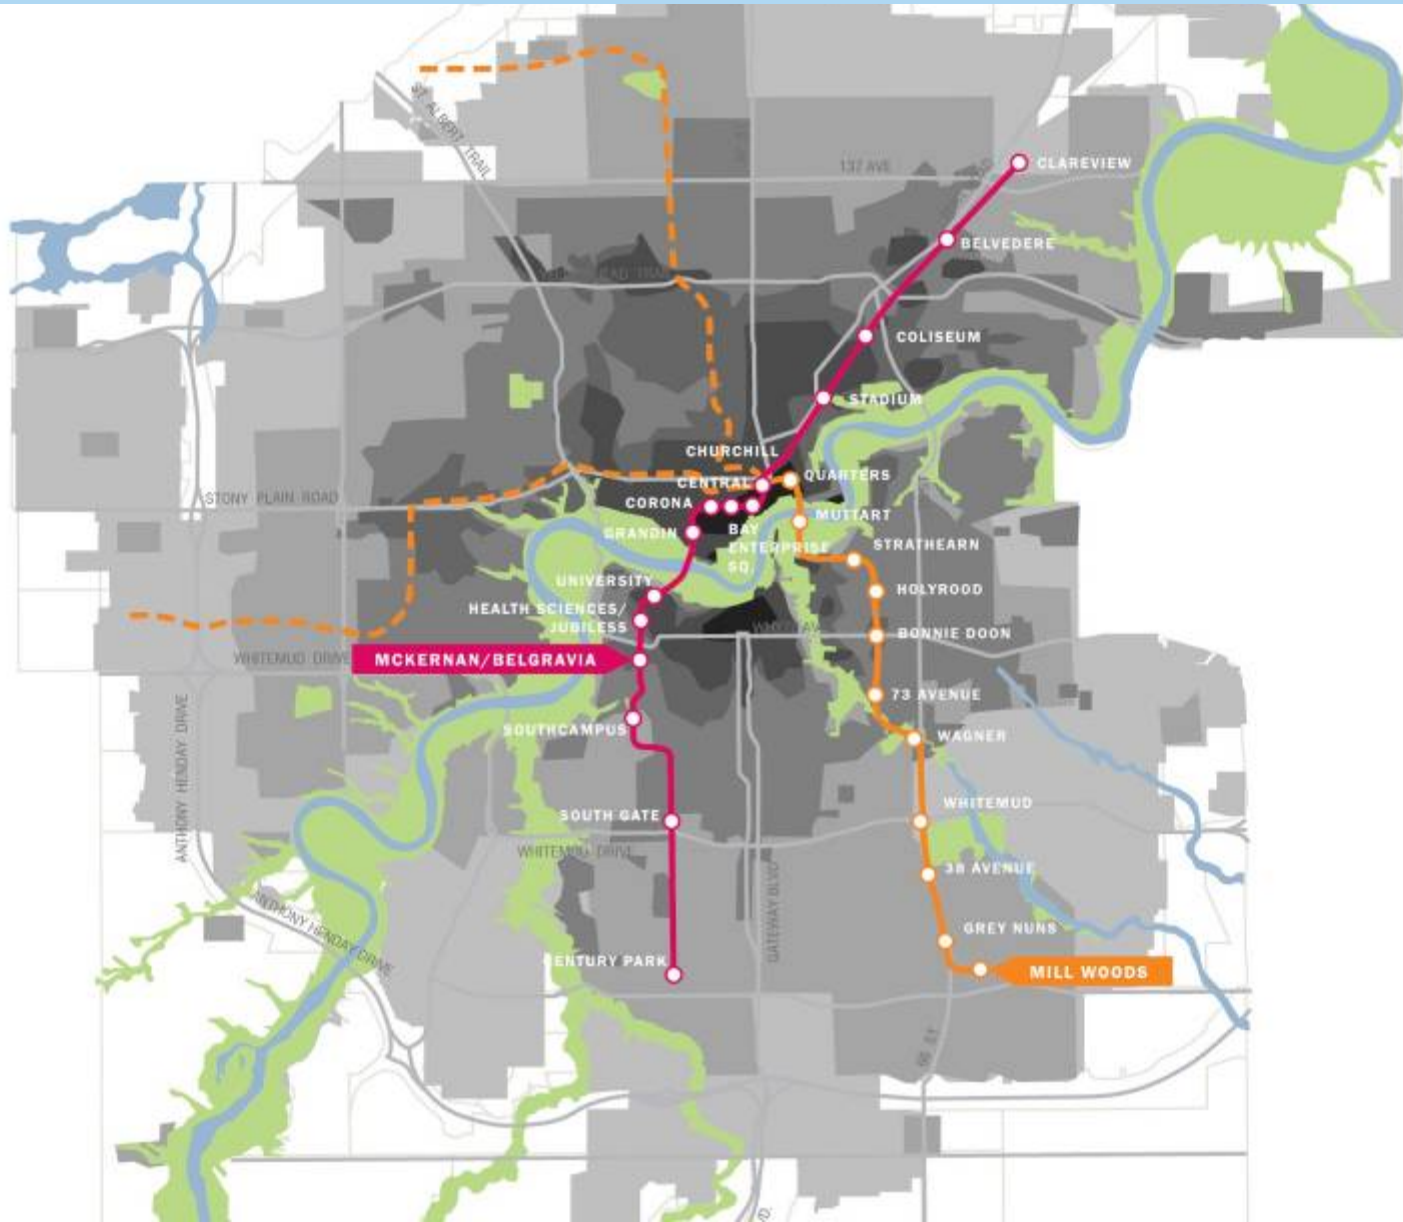 ST. ALBERT TRAIL
137 AVE
CLAREVIEW
BELVEDERE
COLISEUM
STADIUM
CHURCHILL
CENTRAL
QUARTERS
STONY PLAIN ROAD
CORONA
MUTTART
GRANDIN
BAY
ENTERPRISE
SQ.
STRATHEARN
UNIVERSITY
HOLYROOD
HEALTH SCIENCES/
JUBILESS
BONNIE DOON
WHITEMUD DRIVE
MCKERNAN/BELGRAVIA
73 AVENUE
SOUTHCAMPUS
WAGNER
ANTHONY HENDAY DRIVE
WHITEMUD
SOUTH GATE
WHITEMUD DRIVE
38 AVENUE
GATEWAY BLVD
ANTHONY HENDAY DRIVE
GREY NUNS
CENTURY PARK
MILL WOODS